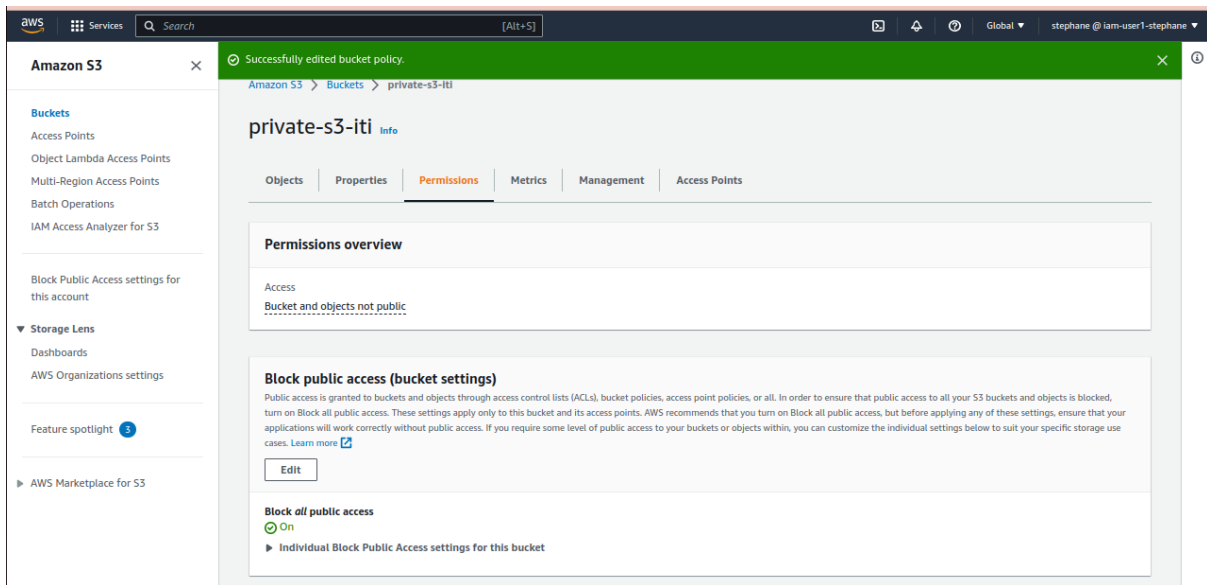 aws Services Search [Alt+S] Global ▼ stephane @ iam-user1-stephane ▼
Amazon S3
Successfully edited bucket policy.
Buckets
Access Points
Object Lambda Access Points
Multi-Region Access Points
Batch Operations
IAM Access Analyzer for S3
Block Public Access settings for
this account
Storage Lens
Dashboards
AWS Organizations settings
Feature spotlight 3
AWS Marketplace for S3
Amazon S3 > Buckets > private-s3-iti
private-s3-iti Info
Objects Properties Permissions Metrics Management Access Points
Permissions overview
Access
Bucket and objects not public
Block public access (bucket settings)
Public access is granted to buckets and objects through access control lists (ACLs), bucket policies, access point policies, or all. In order to ensure that public access to all your S3 buckets and objects is blocked,
turn on Block all public access. These settings apply only to this bucket and its access points. AWS recommends that you turn on Block all public access, but before applying any of these settings, ensure that your
applications will work correctly without public access. If you require some level of public access to your buckets or objects within, you can customize the individual settings below to suit your specific storage use
cases. Learn more
Edit
Block all public access
On
Individual Block Public Access settings for this bucket